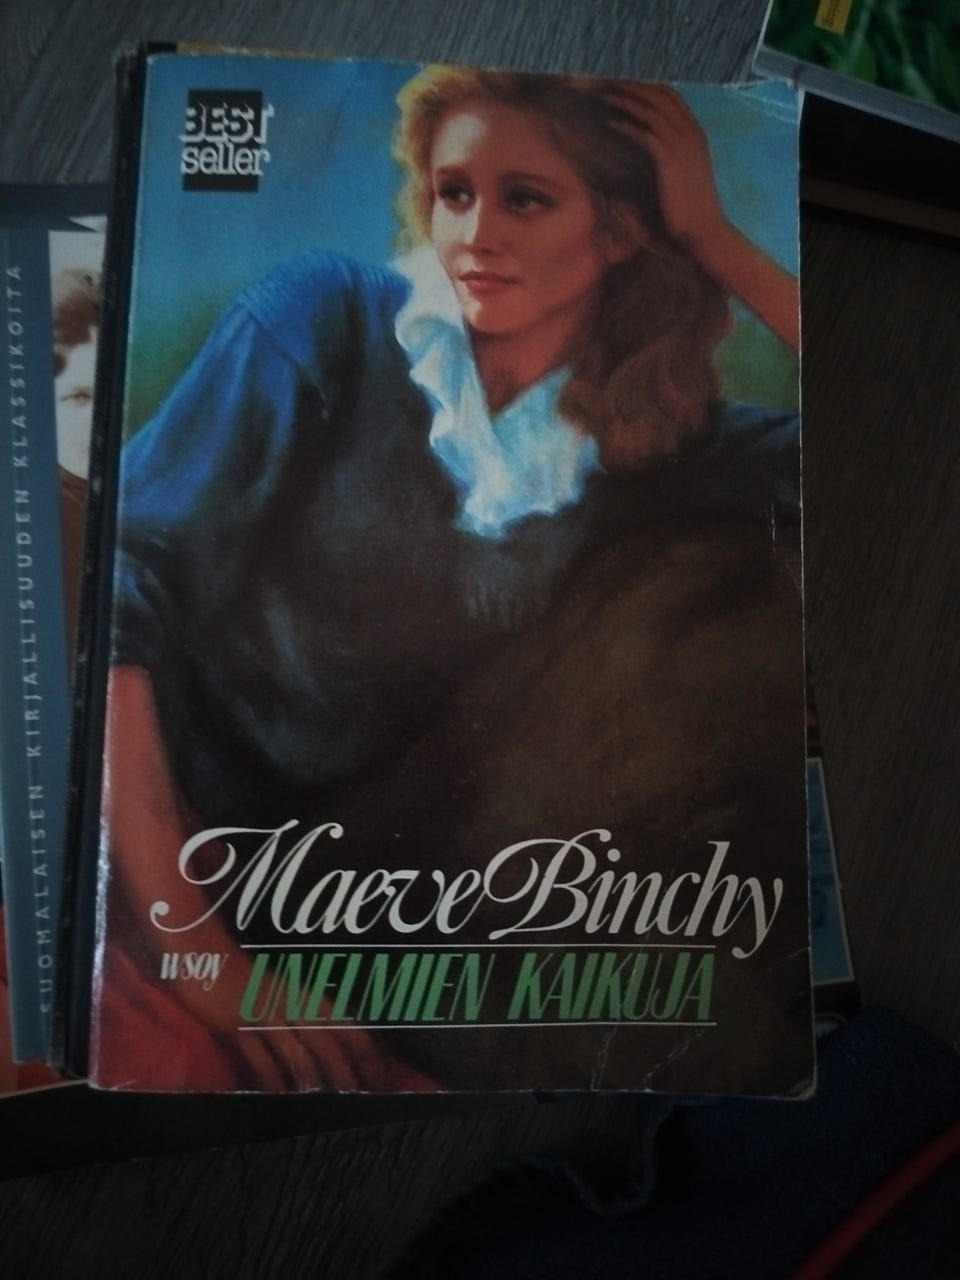 BEST
seller
Maeve Binchy
wsoy
UNELMIEN KAIKUJA
SUOMALAISEN KIRJALLISUUDEN KLASSIKOITA